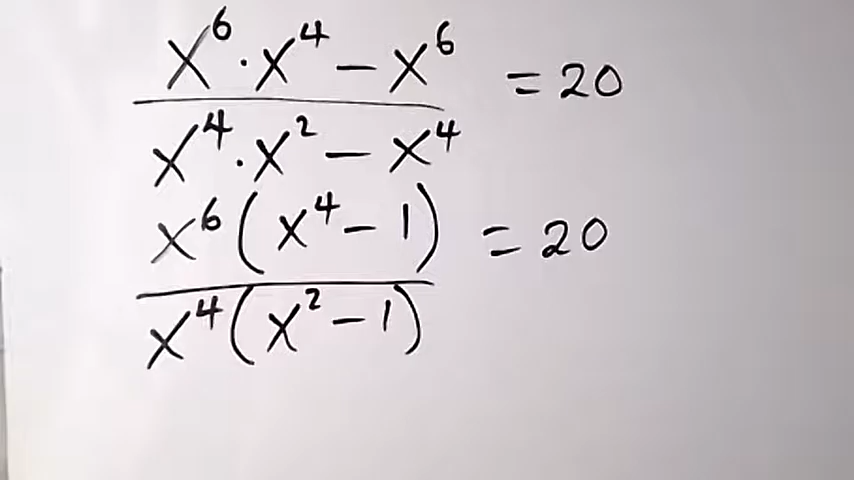 x⁶·x⁴ − x⁶ = 20
x⁴·x² − x⁴
x⁶(x⁴ − 1) = 20
x⁴(x² − 1)